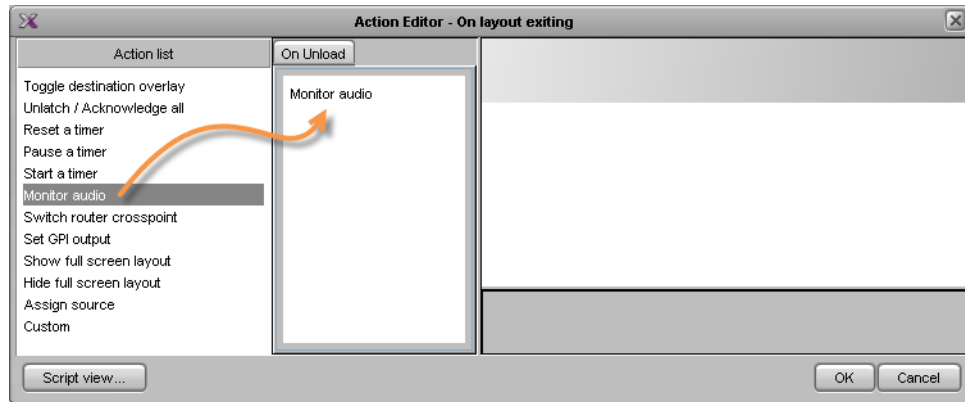 Action Editor - On layout exiting
Action list
On Unload
Toggle destination overlay
Unlatch / Acknowledge all
Reset a timer
Pause a timer
Start a timer
Monitor audio
Switch router crosspoint
Set GPI output
Show full screen layout
Hide full screen layout
Assign source
Custom
Monitor audio
Script view...
OK
Cancel